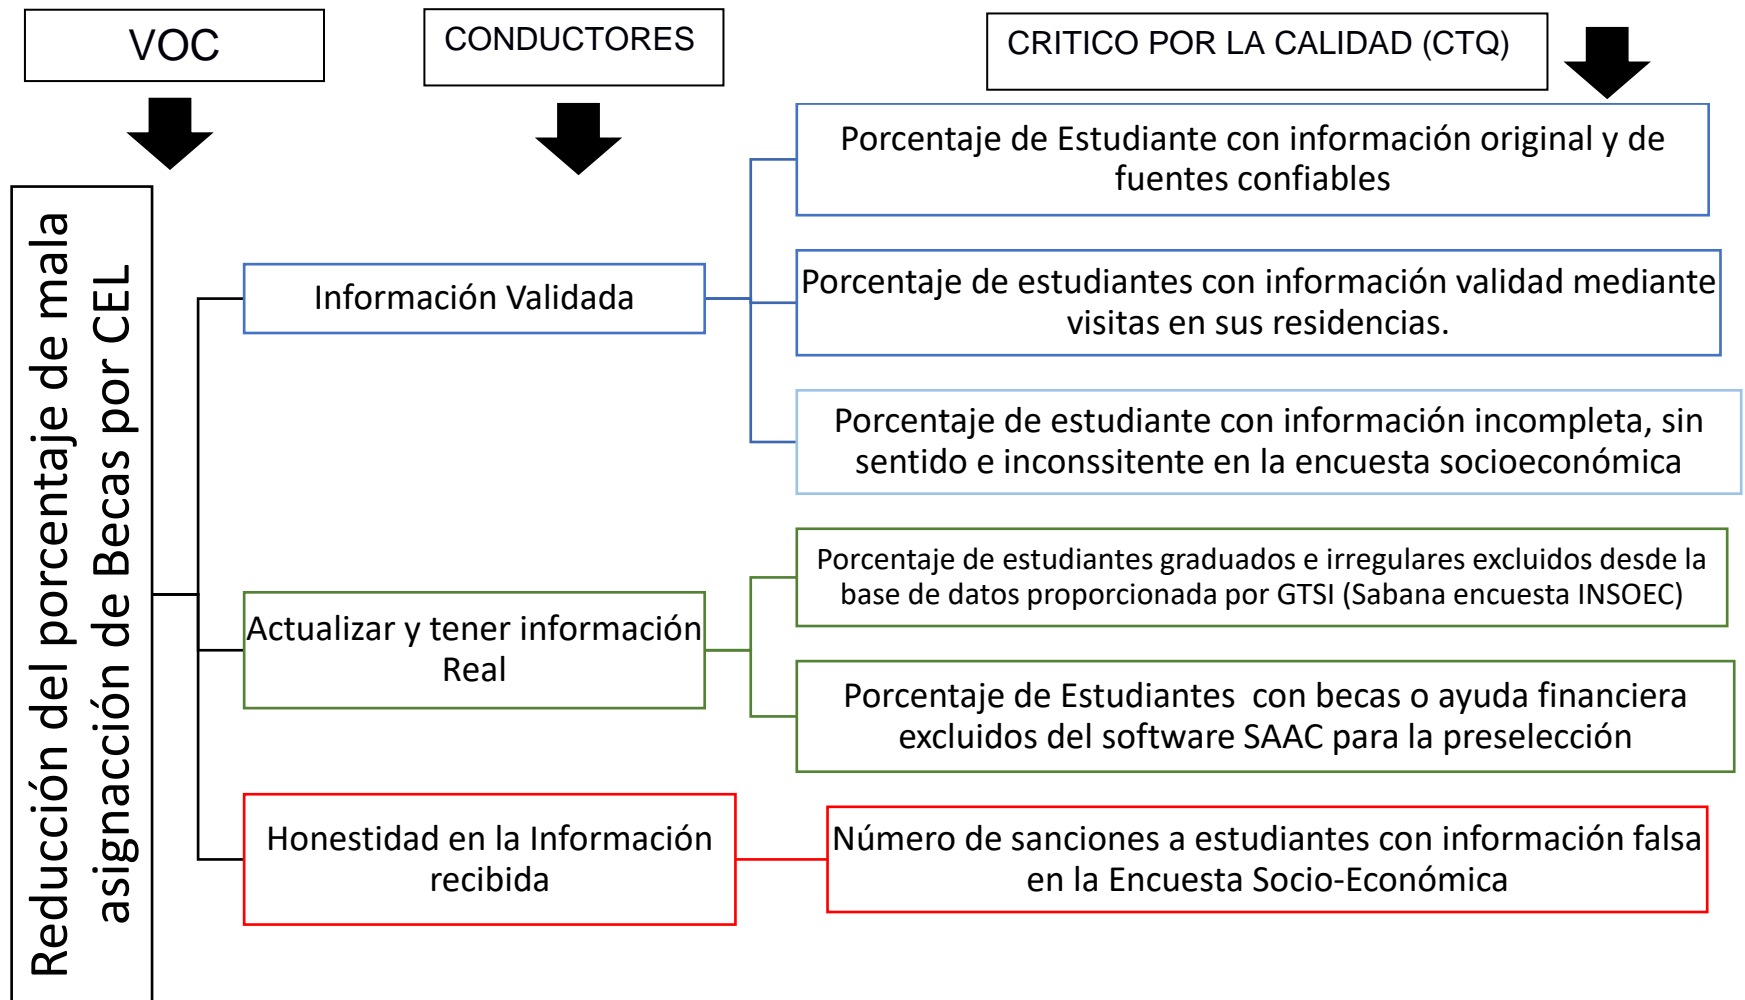 VOC
CONDUCTORES
CRITICO POR LA CALIDAD (CTQ)
Reducción del porcentaje de mala
asignacción de Becas por CEL
Información Validada
Porcentaje de Estudiante con información original y de
fuentes confiables
Porcentaje de estudiantes con información validad mediante
visitas en sus residencias.
Porcentaje de estudiante con información incompleta, sin
sentido e inconssitente en la encuesta socioeconómica
Actualizar y tener información
Real
Porcentaje de estudiantes graduados e irregulares excluidos desde la
base de datos proporcionada por GTSI (Sabana encuesta INSOEC)
Porcentaje de Estudiantes  con becas o ayuda financiera
excluidos del software SAAC para la preselección
Honestidad en la Información
recibida
Número de sanciones a estudiantes con información falsa
en la Encuesta Socio-Económica